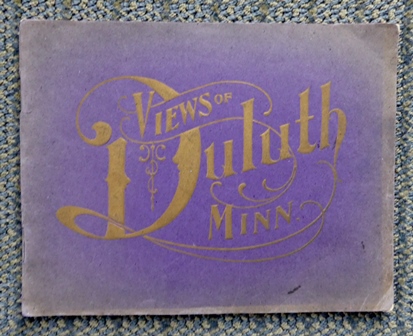 VIEWS OF
Duluth
MINN.